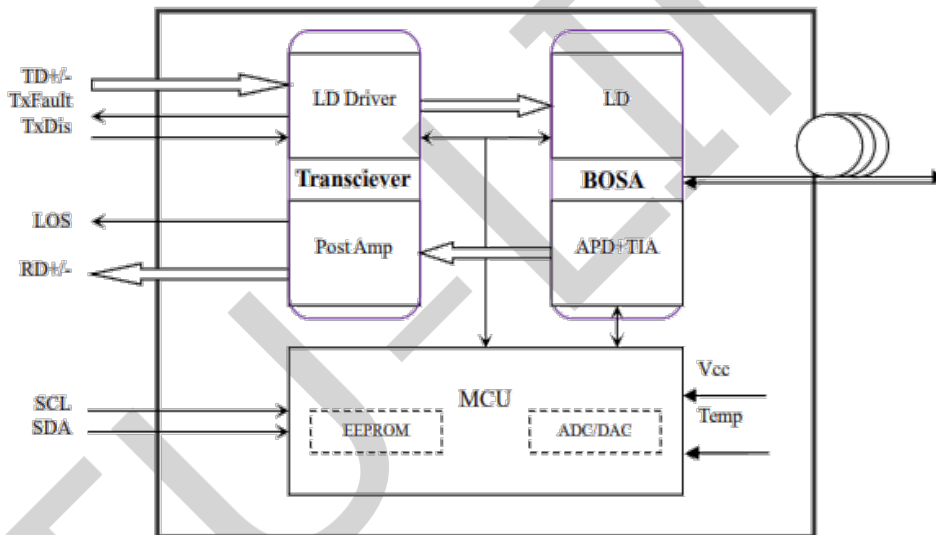 TD+/-
TxFault
TxDis
LOS
RD+/-
SCL
SDA
LD Driver
Transciever
Post Amp
LD
BOSA
APD+TIA
MCU
EEPROM
ADC/DAC
Vcc
Temp